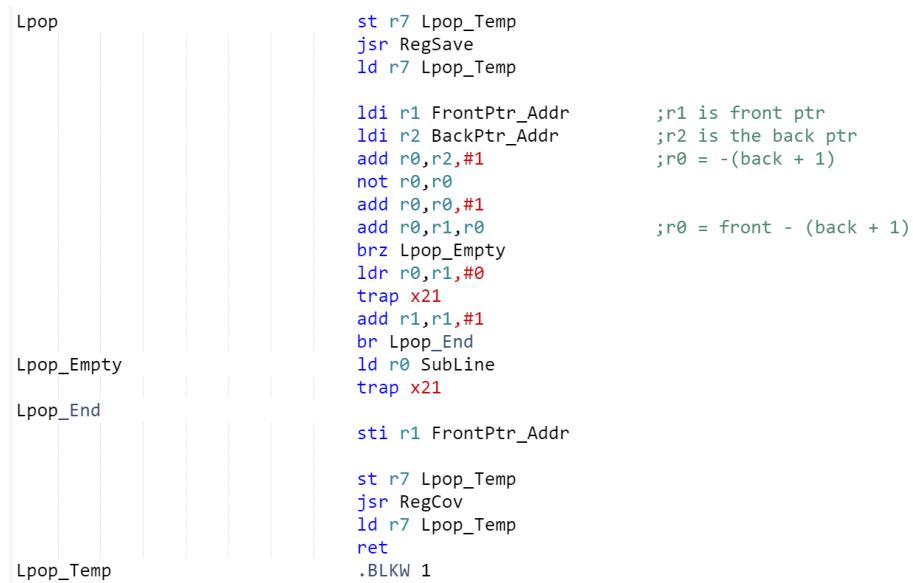 Lpop st r7 Lpop_Temp
jsr RegSave
ld r7 Lpop_Temp
ldi r1 FrontPtr_Addr ;r1 is front ptr
ldi r2 BackPtr_Addr ;r2 is the back ptr
add r0,r2,#1 ;r0 = -(back + 1)
not r0,r0
add r0,r0,#1
add r0,r1,r0 ;r0 = front - (back + 1)
brz Lpop_Empty
ldr r0,r1,#0
trap x21
add r1,r1,#1
br Lpop_End
Lpop_Empty ld r0 SubLine
trap x21
Lpop_End
sti r1 FrontPtr_Addr
st r7 Lpop_Temp
jsr RegCov
ld r7 Lpop_Temp
ret
Lpop_Temp .BLKW 1